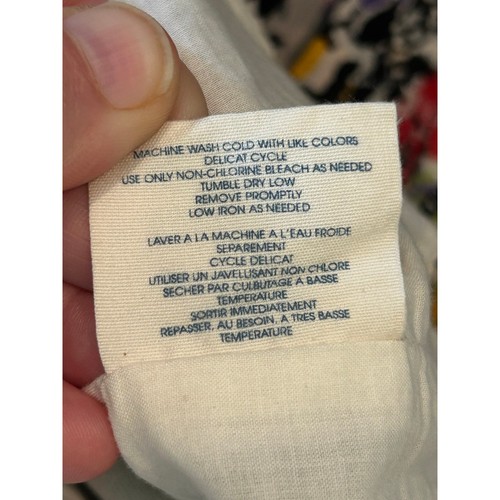 MACHINE WASH COLD WITH LIKE COLORS
DELICAT CYCLE
USE ONLY NON-CHLORINE BLEACH AS NEEDED
TUMBLE DRY LOW
REMOVE PROMPTLY
LOW IRON AS NEEDED
LAVER A LA MACHINE A L'EAU FROIDE
SEPAREMENT
CYCLE DELICAT
UTILISER UN JAVELLISANT NON CHLORE
SECHER PAR CULBUTAGE A BASSE
TEMPERATURE
SORTIR IMMEDIATEMENT
REPASSER, AU BESOIN, A TRES BASSE
TEMPERATURE